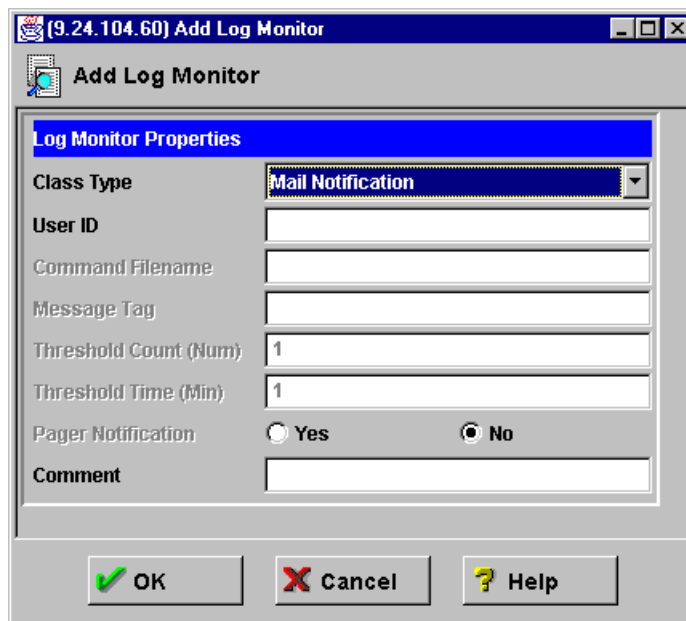 (9.24.104.60) Add Log Monitor
Add Log Monitor
Log Monitor Properties
Class Type Mail Notification
User ID
Command Filename
Message Tag
Threshold Count (Num) 1
Threshold Time (Min) 1
Pager Notification Yes No
Comment
OK Cancel Help